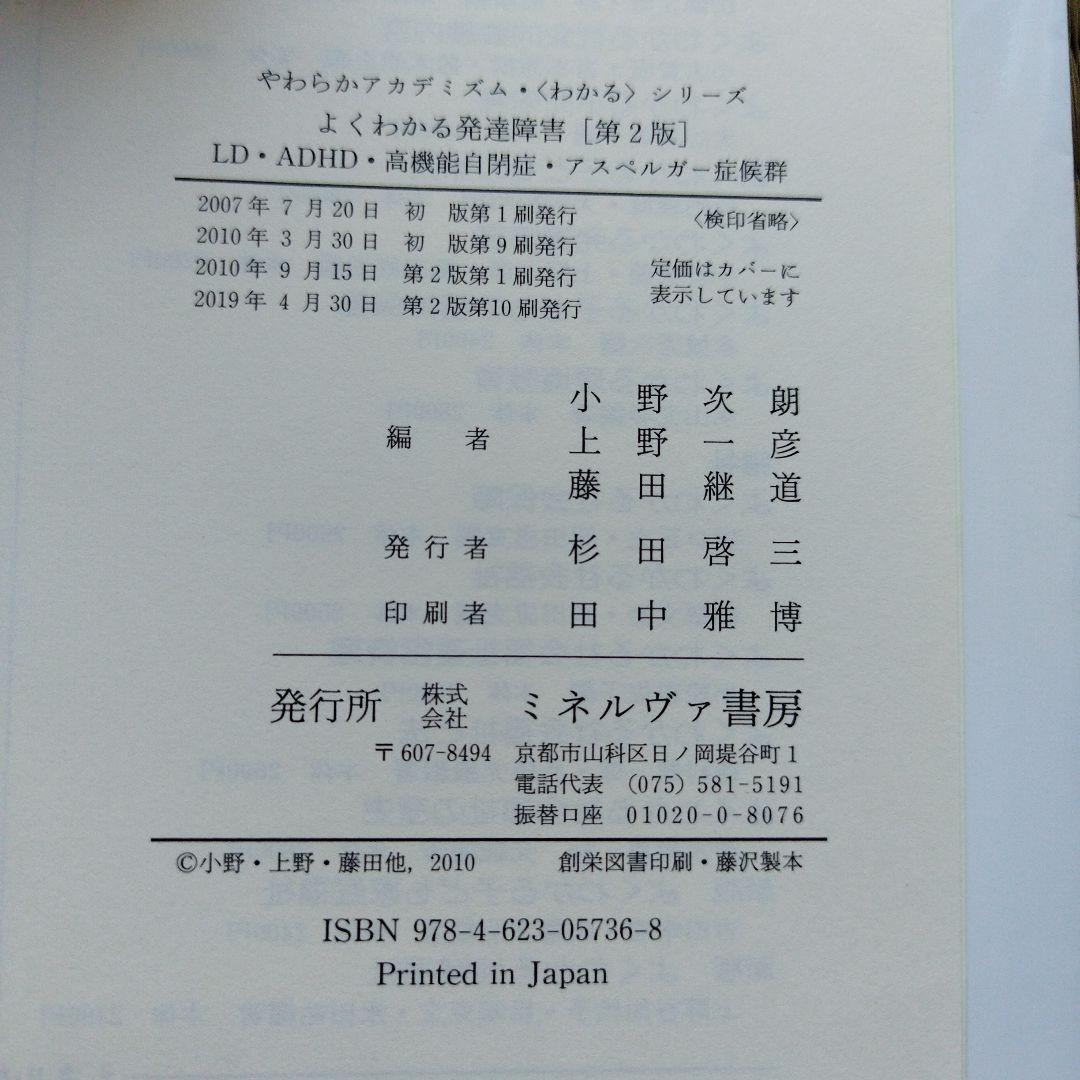 やわらかアカデミズム・〈わかる〉シリーズ
よくわかる発達障害［第2版］
LD・ADHD・高機能自閉症・アスペルガー症候群
2007年 7 月20日　初　版第1刷発行　〈検印省略〉
2010年 3 月30日　初　版第9刷発行
2010年 9 月15日　第2版第1刷発行　定価はカバーに
2019年 4 月30日　第2版第10刷発行　表示しています
小野次朗
編者　上野一彦
藤田継道
発行者　杉田啓三
印刷者　田中雅博
発行所　株式会社　ミネルヴァ書房
〒607-8494　京都市山科区日ノ岡堤谷町1
電話代表　(075) 581-5191
振替口座　01020-0-8076
©小野・上野・藤田他, 2010　創栄図書印刷・藤沢製本
ISBN 978-4-623-05736-8
Printed in Japan